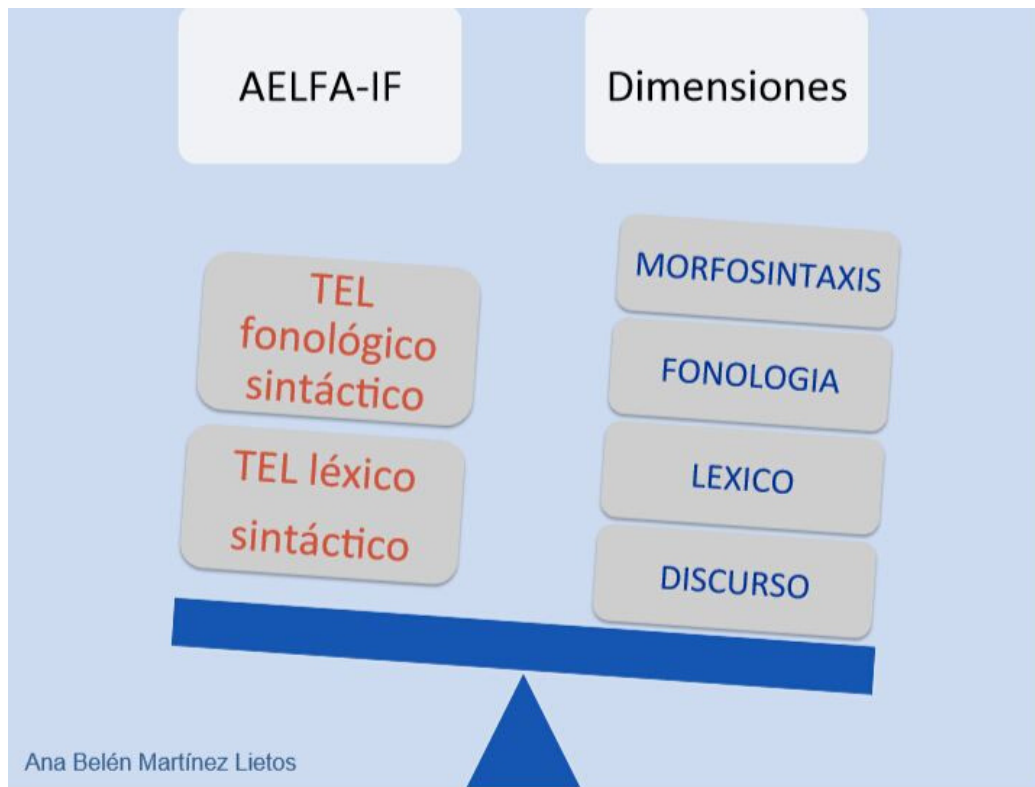 AELFA-IF
Dimensiones
TEL
fonológico
sintáctico
TEL léxico
sintáctico
MORFOSINTAXIS
FONOLOGIA
LEXICO
DISCURSO
Ana Belén Martínez Lietos